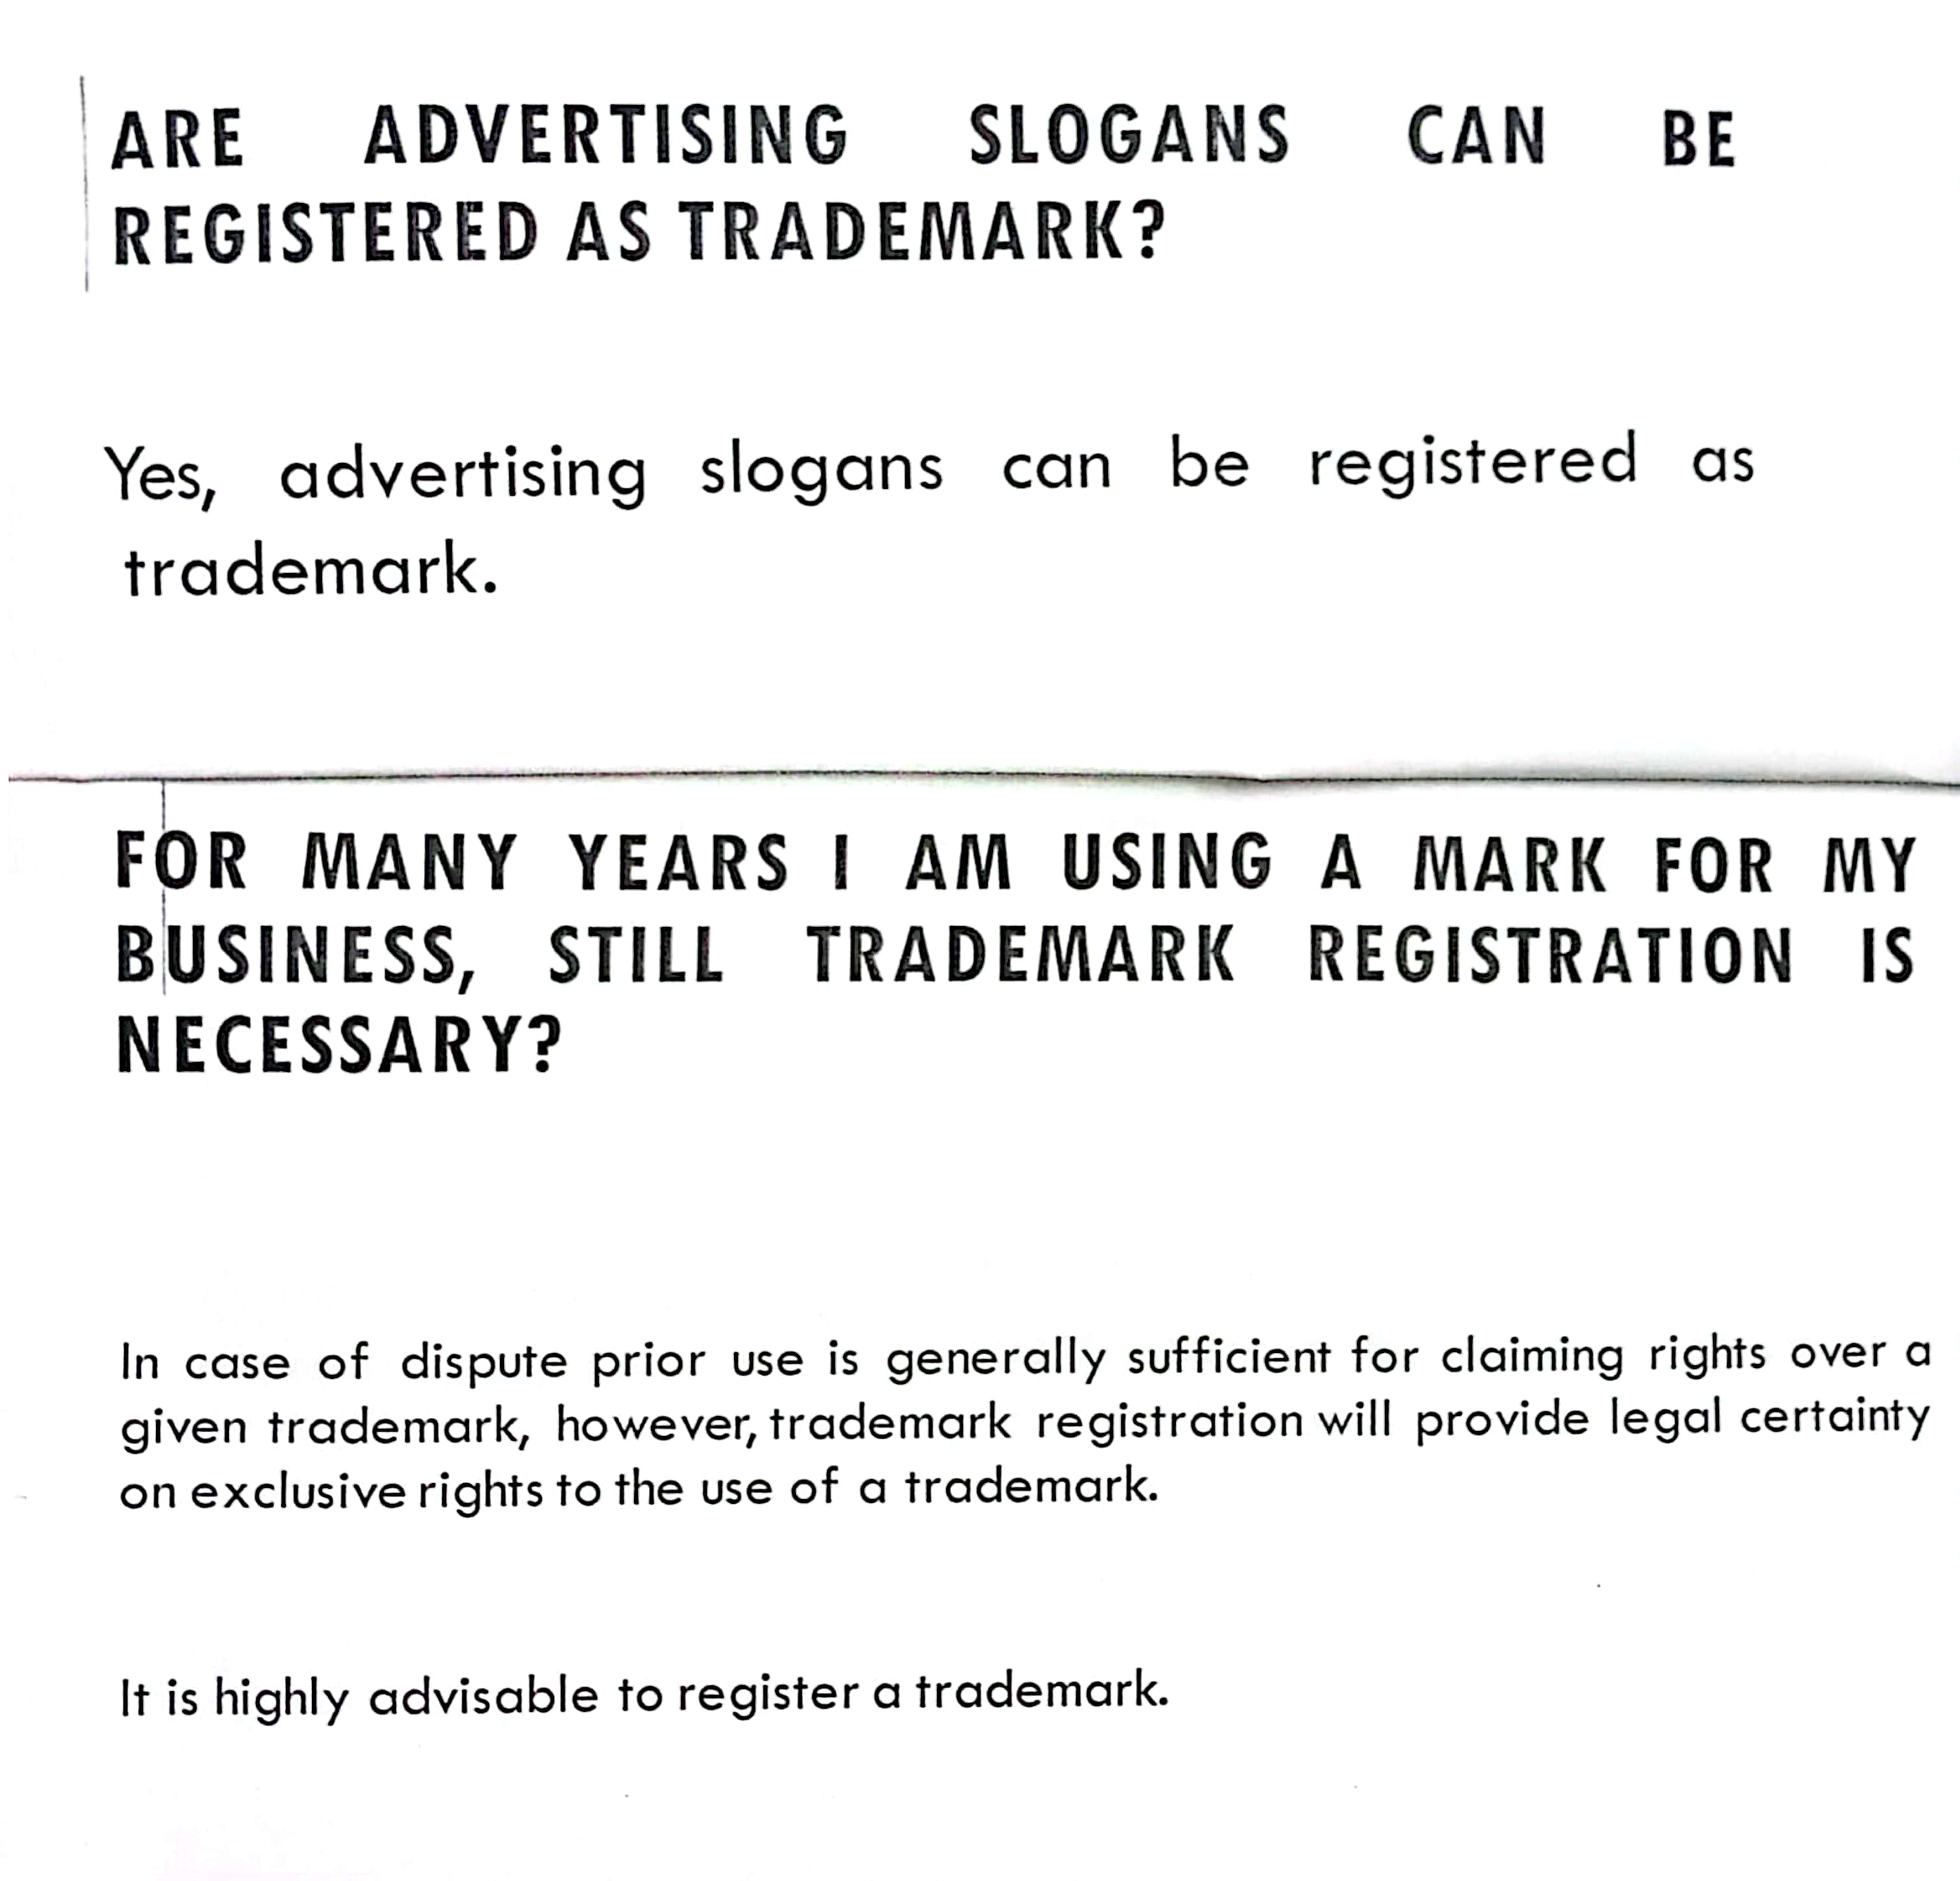 ARE ADVERTISING SLOGANS CAN BE
REGISTERED AS TRADEMARK?
Yes, advertising slogans can be registered as
trademark.
FOR MANY YEARS I AM USING A MARK FOR MY
BUSINESS, STILL TRADEMARK REGISTRATION IS
NECESSARY?
In case of dispute prior use is generally sufficient for claiming rights over a
given trademark, however, trademark registration will provide legal certainty
on exclusive rights to the use of a trademark.
It is highly advisable to register a trademark.